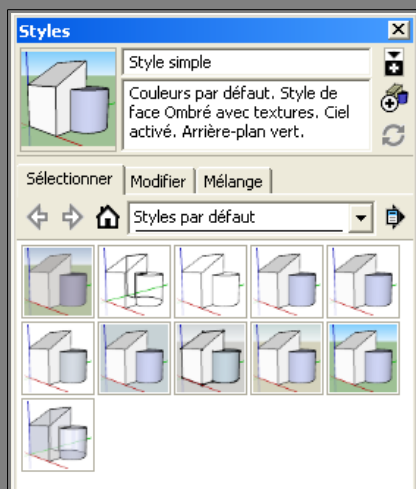 Styles
Style simple
Couleurs par défaut. Style de
face Ombré avec textures. Ciel
activé. Arrière-plan vert.
Sélectionner
Modifier
Mélange
Styles par défaut